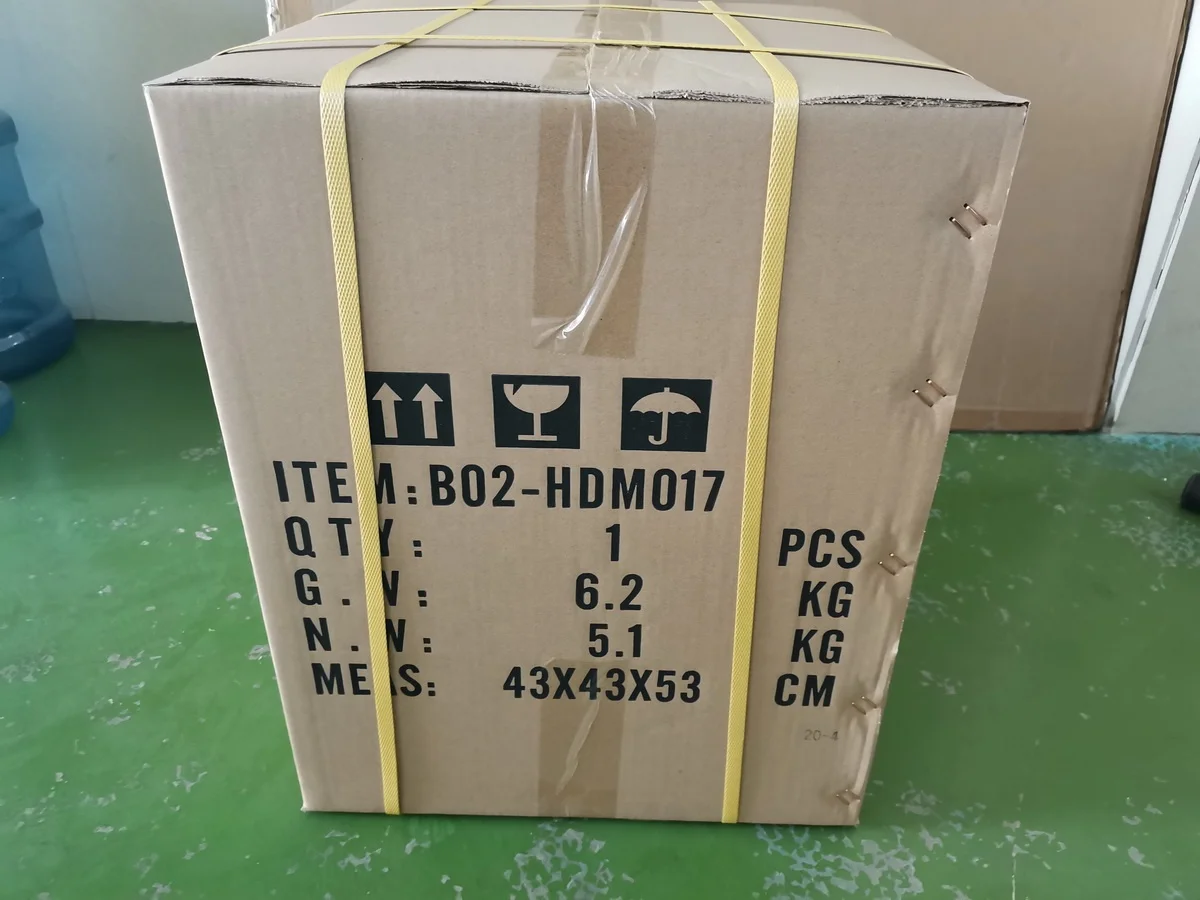 ITEM:B02-HDM017
QTY: 1 PCS
G.W: 6.2 KG
N.W: 5.1 KG
MEAS: 43X43X53 CM
20-4